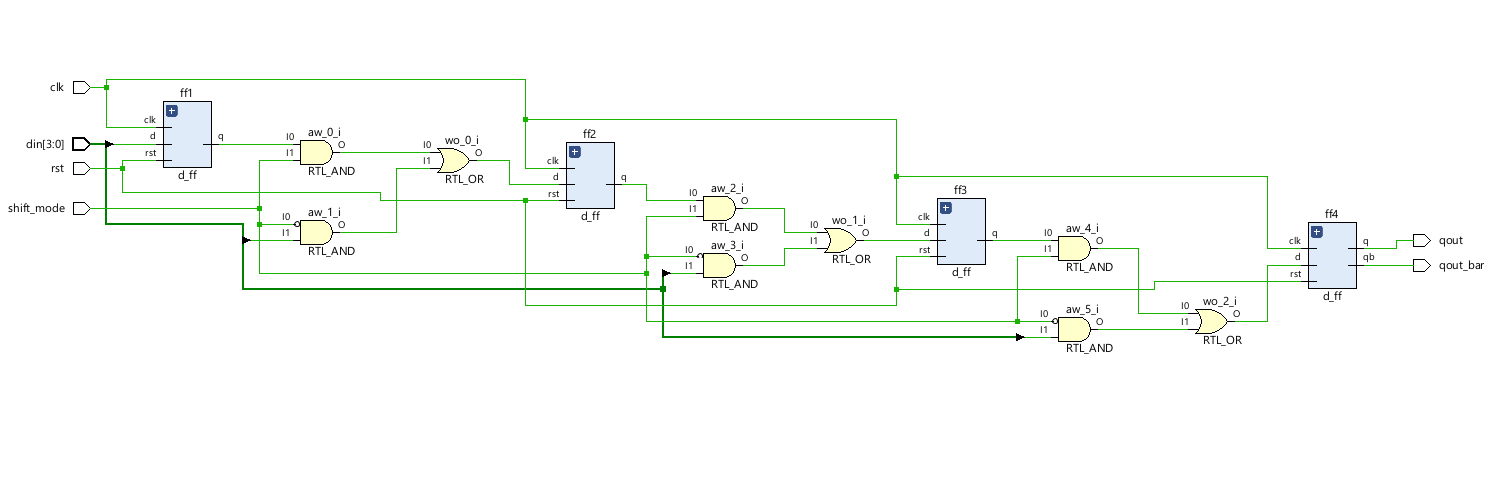 clk
din[3:0]
rst
shift_mode
ff1
clk
d
rst
q
d_ff
aw_0_i
I0
I1
O
RTL_AND
aw_1_i
I0
I1
O
RTL_AND
wo_0_i
I0
I1
O
RTL_OR
ff2
clk
d
rst
q
d_ff
aw_2_i
I0
I1
O
RTL_AND
aw_3_i
I0
I1
O
RTL_AND
wo_1_i
I0
I1
O
RTL_OR
ff3
clk
d
rst
q
d_ff
aw_4_i
I0
I1
O
RTL_AND
aw_5_i
I0
I1
O
RTL_AND
wo_2_i
I0
I1
O
RTL_OR
ff4
clk
d
rst
q
qb
d_ff
qout
qout_bar